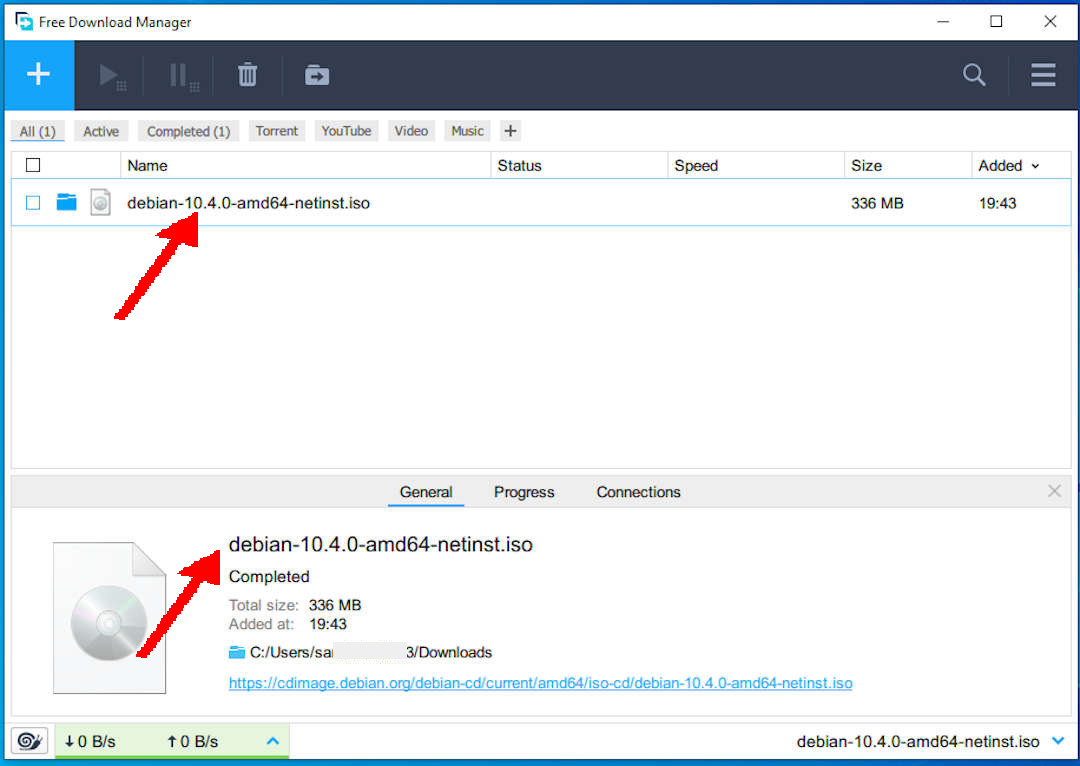 Free Download Manager
All (1) Active Completed (1) Torrent YouTube Video Music +
Name Status Speed Size Added
debian-10.4.0-amd64-netinst.iso 336 MB 19:43
General Progress Connections
debian-10.4.0-amd64-netinst.iso
Completed
Total size: 336 MB
Added at: 19:43
C:/Users/sar 3/Downloads
https://cdimage.debian.org/debian-cd/current/amd64/iso-cd/debian-10.4.0-amd64-netinst.iso
↓0 B/s ↑0 B/s debian-10.4.0-amd64-netinst.iso